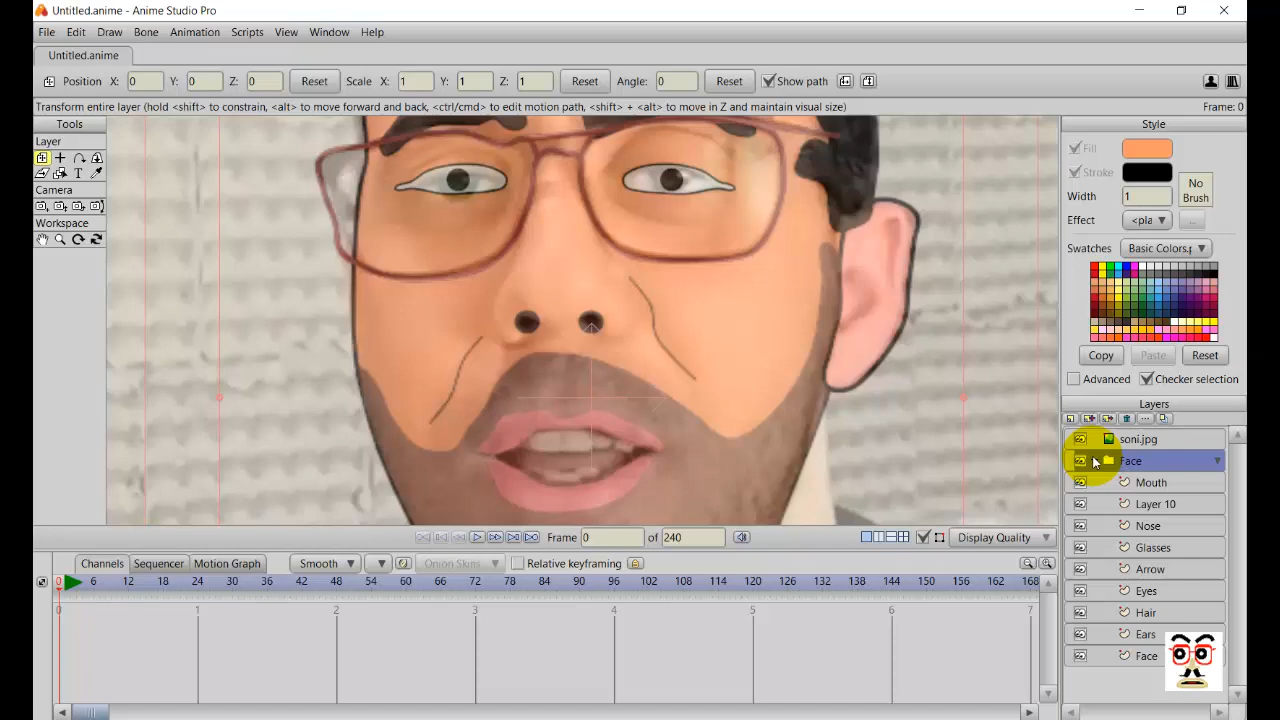 Untitled.anime - Anime Studio Pro
File Edit Draw Bone Animation Scripts View Window Help
Untitled.anime
Position X: 0 Y: 0 Z: 0 Reset Scale X: 1 Y: 1 Z: 1 Reset Angle: 0 Reset Show path
Transform entire layer (hold <shift> to constrain, <alt> to move forward and back, <ctrl/cmd> to edit motion path, <shift> + <alt> to move in Z and maintain visual size) Frame: 0
Tools
Layer
T
Camera
Workspace
Style
Fill
Stroke
Width 1
No Brush
Effect <pla ...
Swatches Basic Colors.p
Copy Paste Reset
Advanced Checker selection
Layers
soni.jpg
Face
Mouth
Layer 10
Nose
Glasses
Arrow
Eyes
Hair
Ears
Face
Frame 0 of 240 Display Quality
Channels Sequencer Motion Graph Smooth Onion Skins Relative keyframing
0 6 12 18 24 30 36 42 48 54 60 66 72 78 84 90 96 102 108 114 120 126 132 138 144 150 156 162 168
0 1 2 3 4 5 6 7